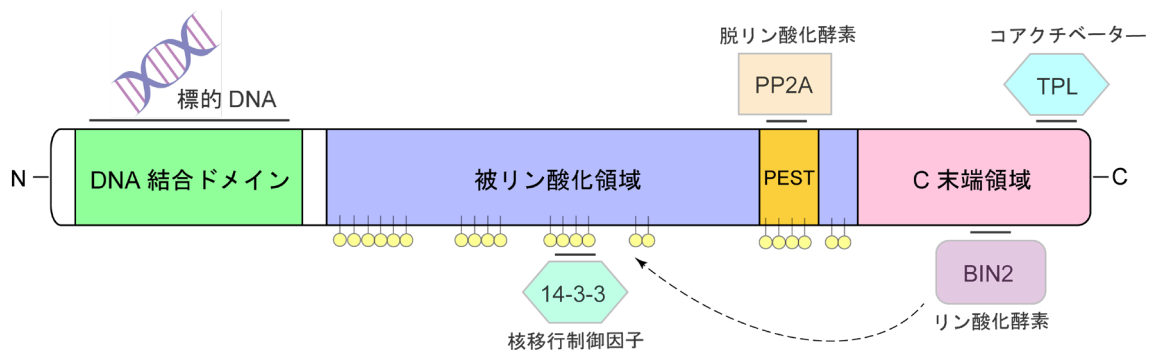 脱リン酸化酵素
コアクチベーター
PP2A
TPL
標的 DNA
N
DNA 結合ドメイン
被リン酸化領域
PEST
C 末端領域
C
14-3-3
BIN2
核移行制御因子
リン酸化酵素